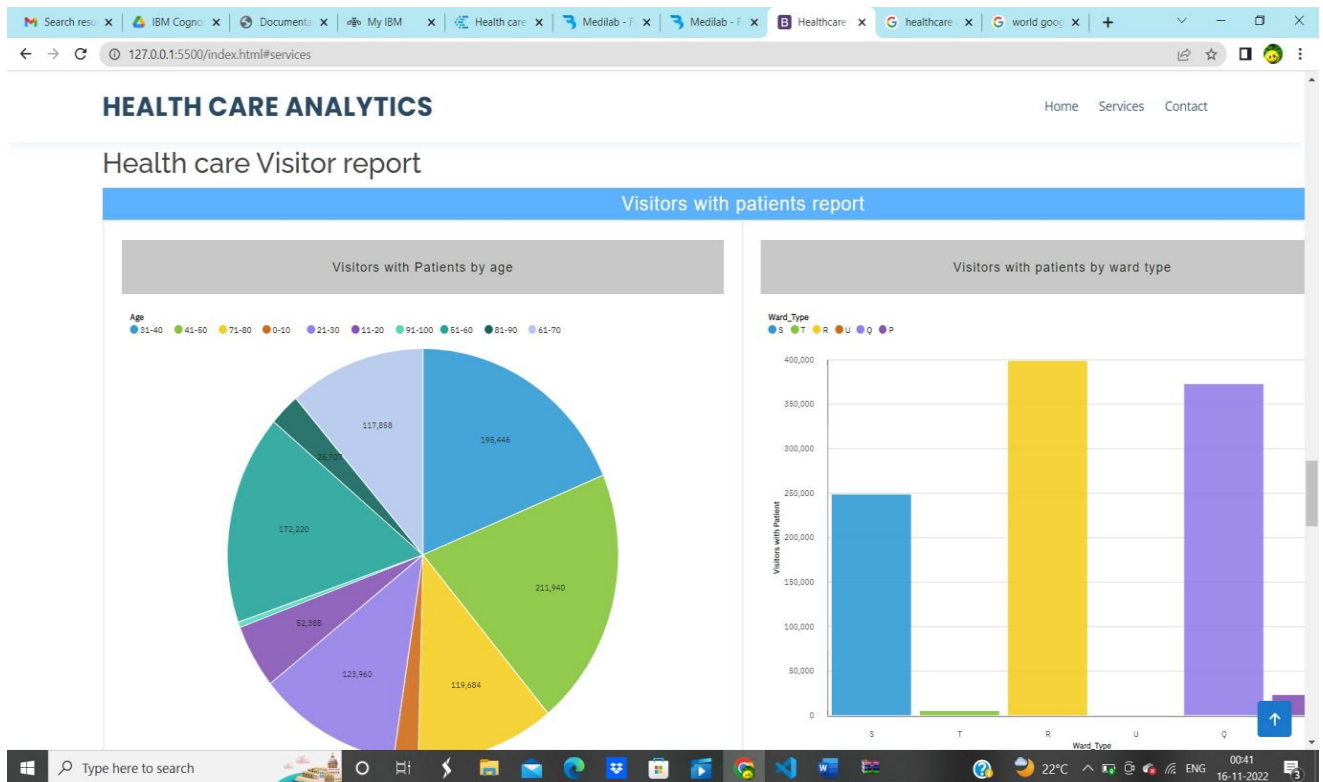 Search resu
IBM Cogno
Documenta
My IBM
Health care
Medilab - F
Medilab - F
Healthcare
healthcare
world goog
127.0.0.1:5500/index.html#services
HEALTH CARE ANALYTICS
Home Services Contact
Health care Visitor report
Visitors with patients report
Visitors with Patients by age
Age
31-40 41-50 71-80 0-10 21-30 11-20 91-100 51-60 81-90 61-70
117,858
195,446
26,707
172,220
211,940
52,388
123,960
119,684
Visitors with patients by ward type
Ward_Type
S T R U Q P
400,000
350,000
300,000
250,000
200,000
150,000
100,000
50,000
0
Visitors with Patient
S T R U Q
Ward_Type
Type here to search
22°C
ENG
00:41
16-11-2022
3